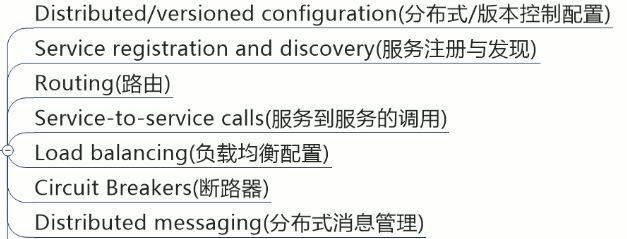 Distributed/versioned configuration(分布式/版本控制配置)
Service registration and discovery(服务注册与发现)
Routing(路由)
Service-to-service calls(服务到服务的调用)
Load balancing(负载均衡配置)
Circuit Breakers(断路器)
Distributed messaging(分布式消息管理)